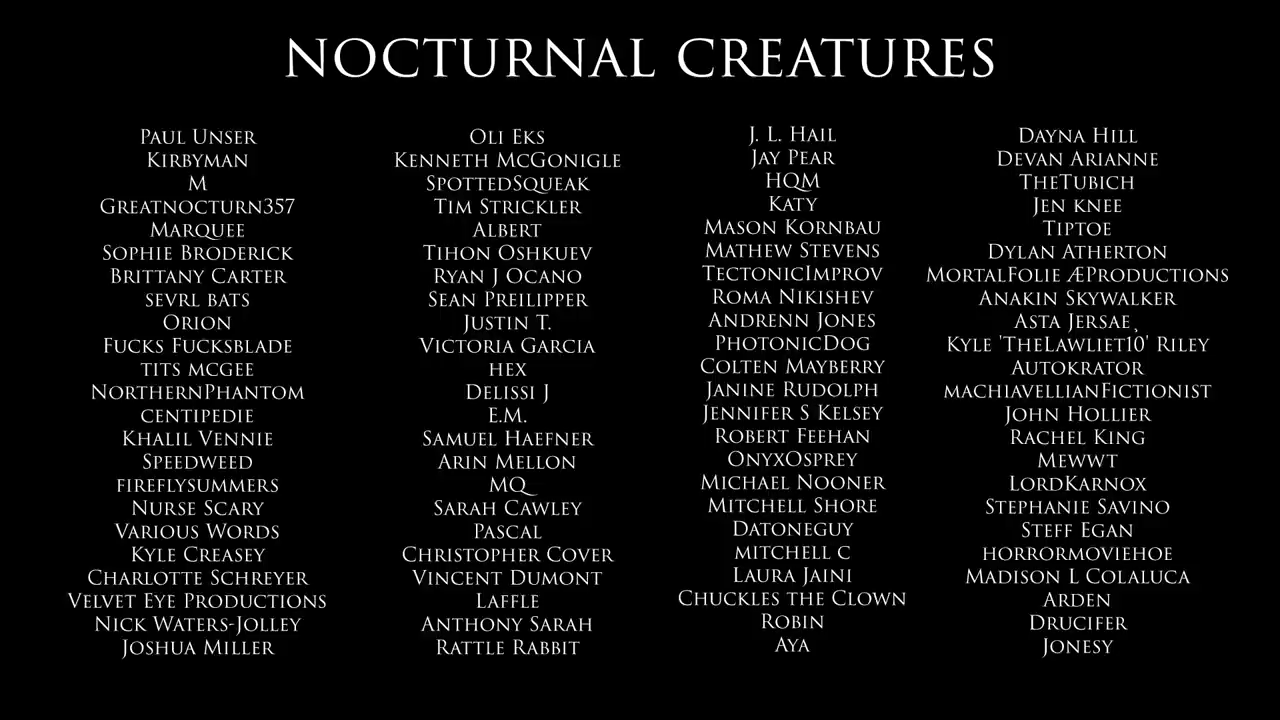 NOCTURNAL CREATURES
PAUL UNSER
KIRBYMAN
M
GREATNOCTURN357
MARQUEE
SOPHIE BRODERICK
BRITTANY CARTER
SEVRL BATS
ORION
FUCKS FUCKSBLADE
TITS MCGEE
NORTHERNPHANTOM
CENTIPEDIE
KHALIL VENNIE
SPEEDWEED
FIREFLYSUMMERS
NURSE SCARY
VARIOUS WORDS
KYLE CREASEY
CHARLOTTE SCHREYER
VELVET EYE PRODUCTIONS
NICK WATERS-JOLLEY
JOSHUA MILLER
OLI EKS
KENNETH MCGONIGLE
SPOTTEDSQUEAK
TIM STRICKLER
ALBERT
TIHON OSHKUEV
RYAN J OCANO
SEAN PREILIPPER
JUSTIN T.
VICTORIA GARCIA
HEX
DELISSI J
E.M.
SAMUEL HAEFNER
ARIN MELLON
MQ
SARAH CAWLEY
PASCAL
CHRISTOPHER COVER
VINCENT DUMONT
LAFFLE
ANTHONY SARAH
RATTLE RABBIT
J. L. HAIL
JAY PEAR
HQM
KATY
MASON KORNBAU
MATHEW STEVENS
TECTONICIMPROV
ROMA NIKISHEV
ANDRENN JONES
PHOTONICDOG
COLTEN MAYBERRY
JANINE RUDOLPH
JENNIFER S KELSEY
ROBERT FEEHAN
ONYXOSPREY
MICHAEL NOONER
MITCHELL SHORE
DATONEGUY
MITCHELL C
LAURA JAINI
CHUCKLES THE CLOWN
ROBIN
AYA
DAYNA HILL
DEVAN ARIANNE
THETUBICH
JEN KNEE
TIPTOE
DYLAN ATHERTON
MORTALFOLIE ÆPRODUCTIONS
ANAKIN SKYWALKER
ASTA JERSAE¸
KYLE 'THELAWLIET10' RILEY
AUTOKRATOR
MACHIAVELLIANFICTIONIST
JOHN HOLLIER
RACHEL KING
MEWWT
LORDKARNOX
STEPHANIE SAVINO
STEFF EGAN
HORRORMOVIEHOE
MADISON L COLALUCA
ARDEN
DRUCIFER
JONESY